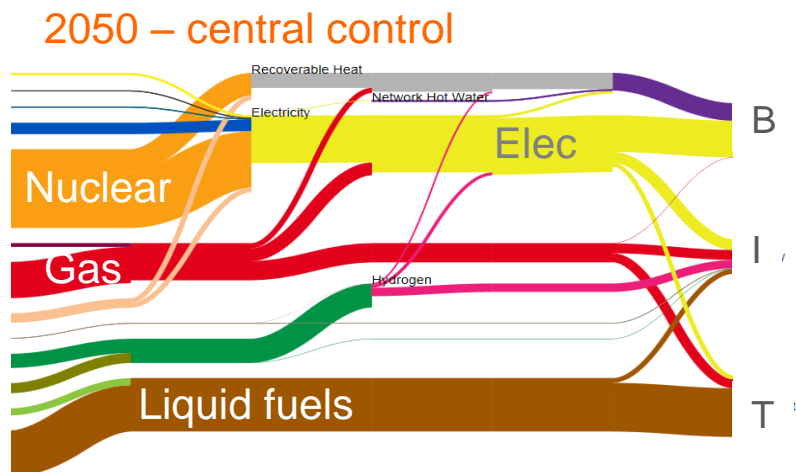 2050 – central control
Recoverable Heat
Network Hot Water
Electricity
B
Elec
Nuclear
I
Gas
Hydrogen
Liquid fuels
T